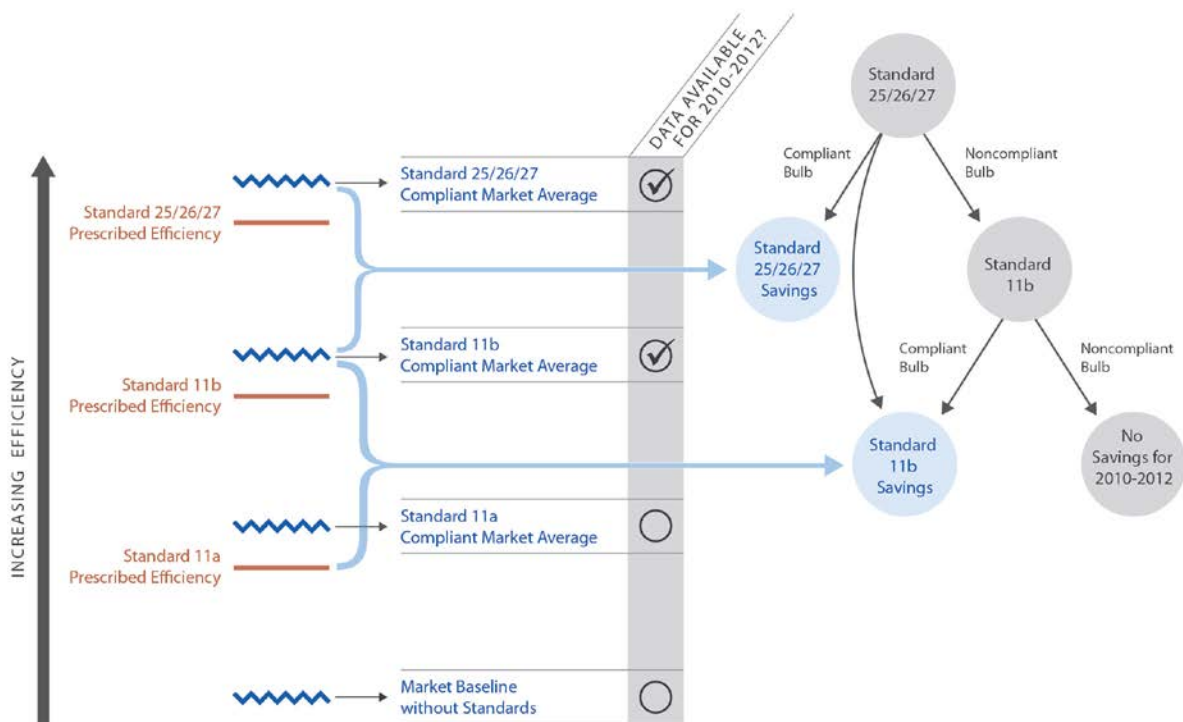 DATA AVAILABLE
FOR 2010-2012?
Standard
25/26/27
Compliant
Bulb
Noncompliant
Bulb
Standard 25/26/27
Compliant Market Average
Standard 25/26/27
Prescribed Efficiency
Standard
25/26/27
Savings
Standard
11b
Standard 11b
Compliant Market Average
Compliant
Bulb
Noncompliant
Bulb
Standard 11b
Prescribed Efficiency
Standard
11b
Savings
No
Savings for
2010-2012
Standard 11a
Compliant Market Average
Standard 11a
Prescribed Efficiency
Market Baseline
without Standards
INCREASING EFFICIENCY